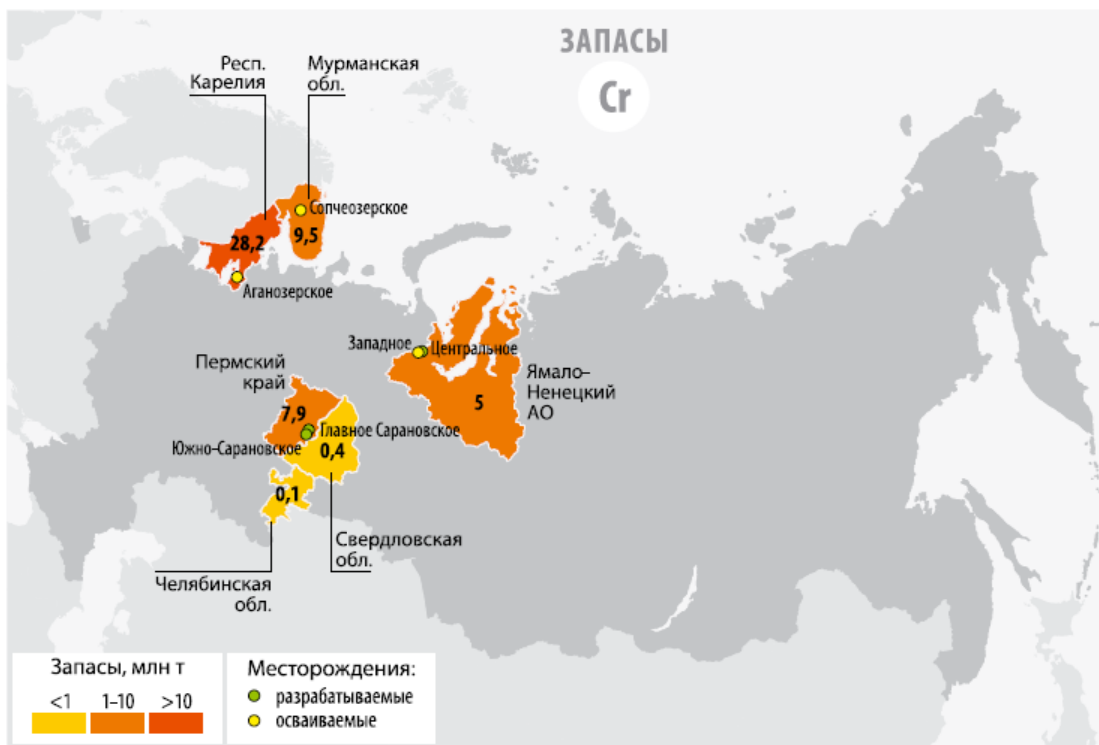 ЗАПАСЫ
Cr
Респ.
Карелия
Мурманская
обл.
Сопчеозерское
9,5
28,2
Аганозерское
Западное
Центральное
Ямало–
Ненецкий
АО
5
Пермский
край
7,9
Главное Сарановское
Южно-Сарановское
0,4
0,1
Свердловская
обл.
Челябинская
обл.
Запасы, млн т
<1
1–10
>10
Месторождения:
разрабатываемые
осваиваемые